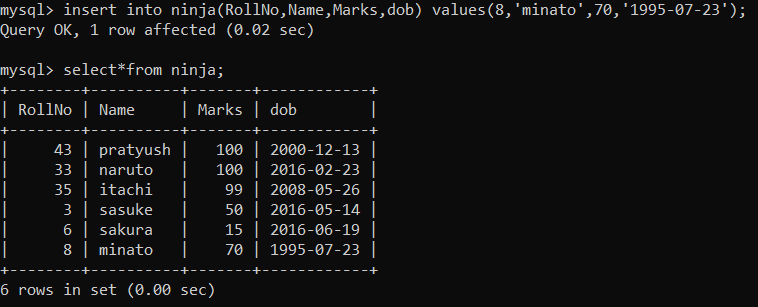 mysql> insert into ninja(RollNo,Name,Marks,dob) values(8,'minato',70,'1995-07-23');
Query OK, 1 row affected (0.02 sec)
mysql> select*from ninja;
+--------+----------+-------+------------+
| RollNo | Name     | Marks | dob        |
+--------+----------+-------+------------+
|     43 | pratyush |   100 | 2000-12-13 |
|     33 | naruto   |   100 | 2016-02-23 |
|     35 | itachi   |    99 | 2008-05-26 |
|      3 | sasuke   |    50 | 2016-05-14 |
|      6 | sakura   |    15 | 2016-06-19 |
|      8 | minato   |    70 | 1995-07-23 |
+--------+----------+-------+------------+
6 rows in set (0.00 sec)